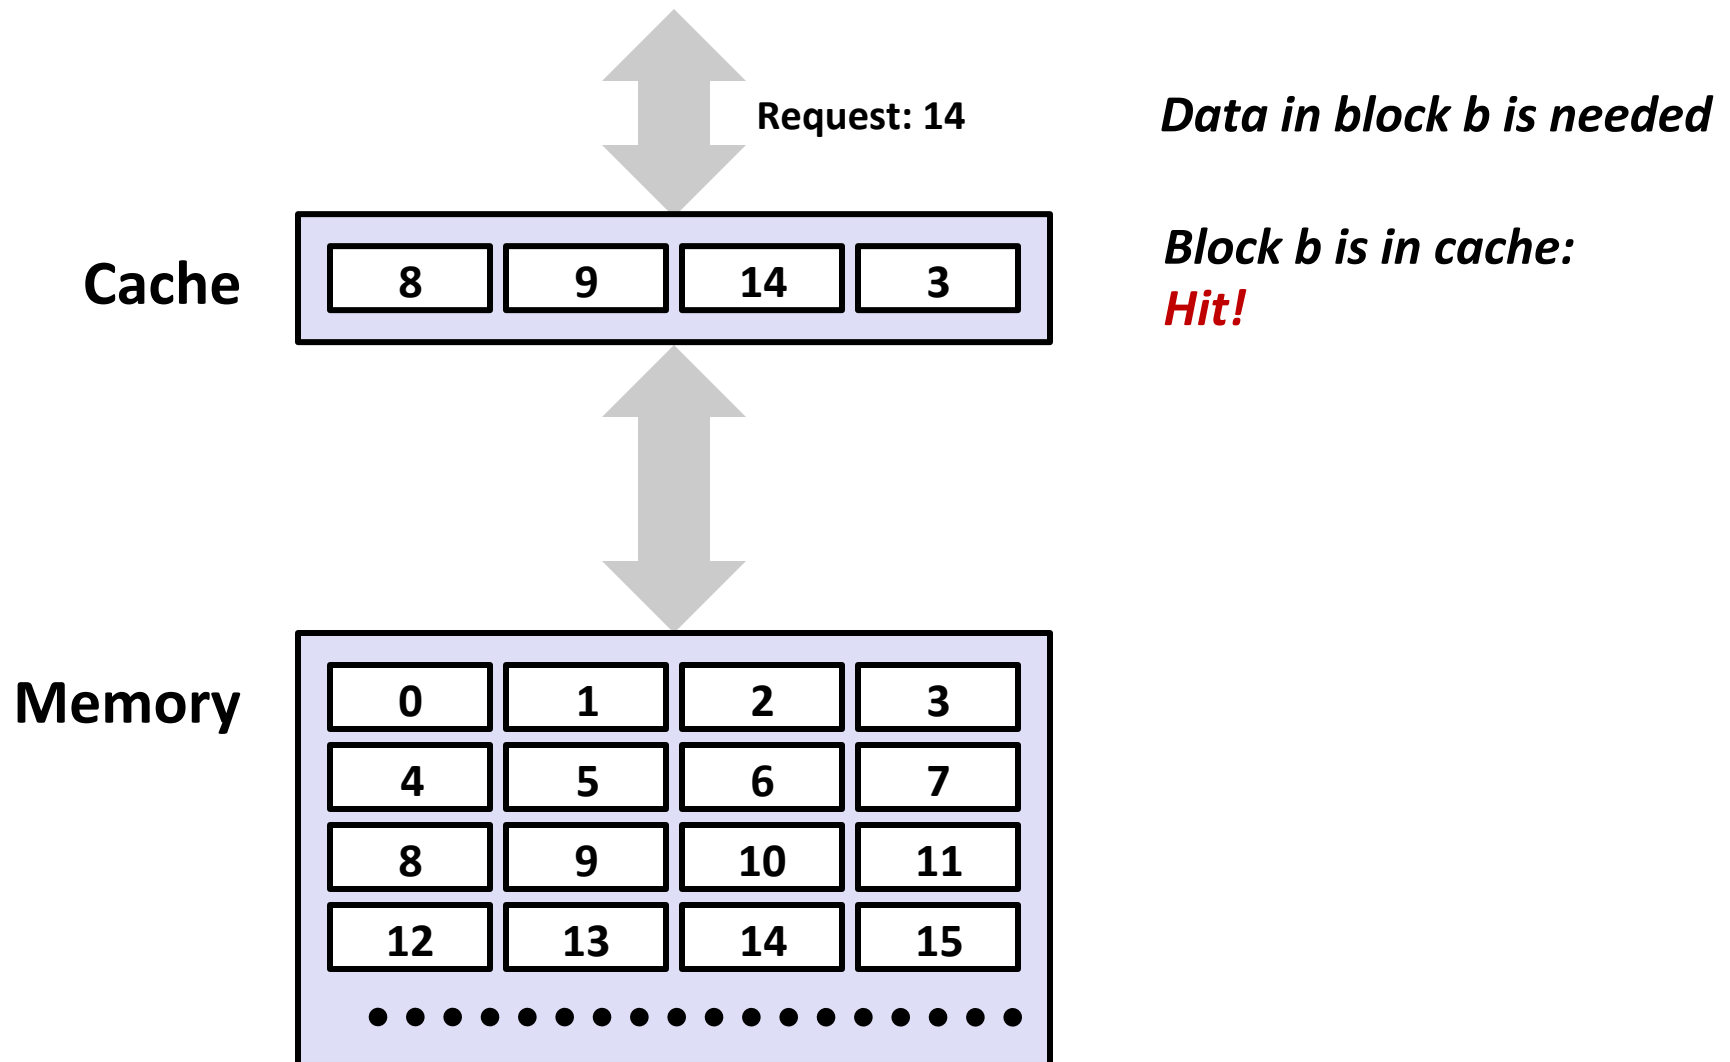 Request: 14
Data in block b is needed
Cache
8 9 14 3
Block b is in cache:
Hit!
Memory
0 1 2 3
4 5 6 7
8 9 10 11
12 13 14 15